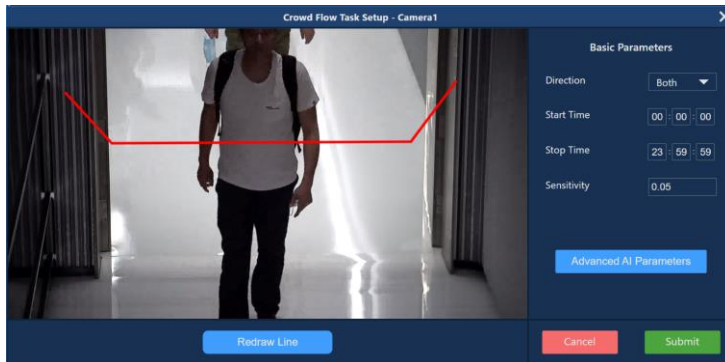 Crowd Flow Task Setup - Camera1
Basic Parameters
Direction
Both
Start Time
00 : 00 : 00
Stop Time
23 : 59 : 59
Sensitivity
0.05
Advanced AI Parameters
Redraw Line
Cancel
Submit